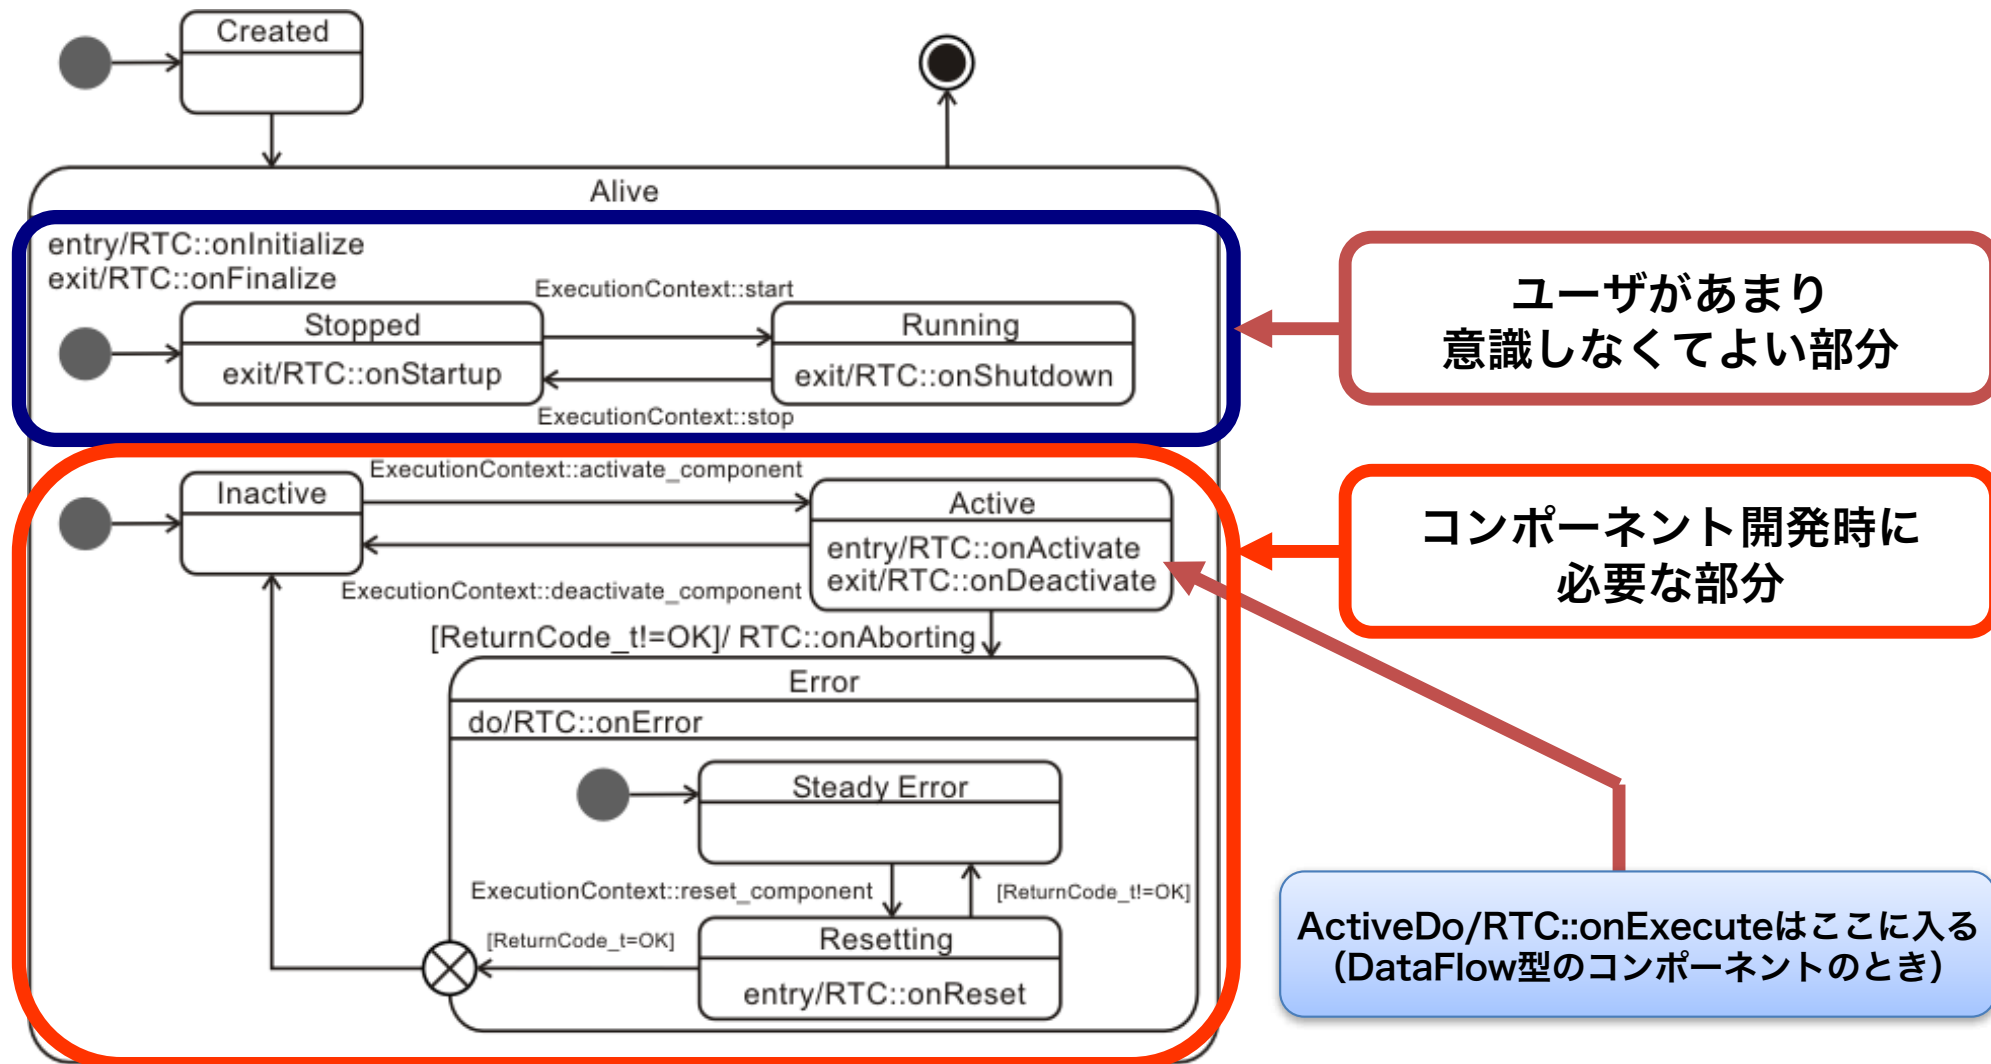 Created
Alive
entry/RTC::onInitialize
exit/RTC::onFinalize
ExecutionContext::start
Stopped
exit/RTC::onStartup
Running
exit/RTC::onShutdown
ExecutionContext::stop
ユーザがあまり
意識しなくてよい部分
ExecutionContext::activate_component
Inactive
Active
entry/RTC::onActivate
exit/RTC::onDeactivate
ExecutionContext::deactivate_component
コンポーネント開発時に
必要な部分
[ReturnCode_t!=OK]/ RTC::onAborting
Error
do/RTC::onError
Steady Error
ExecutionContext::reset_component
[ReturnCode_t!=OK]
[ReturnCode_t=OK]
Resetting
entry/RTC::onReset
ActiveDo/RTC::onExecuteはここに入る
（DataFlow型のコンポーネントのとき）